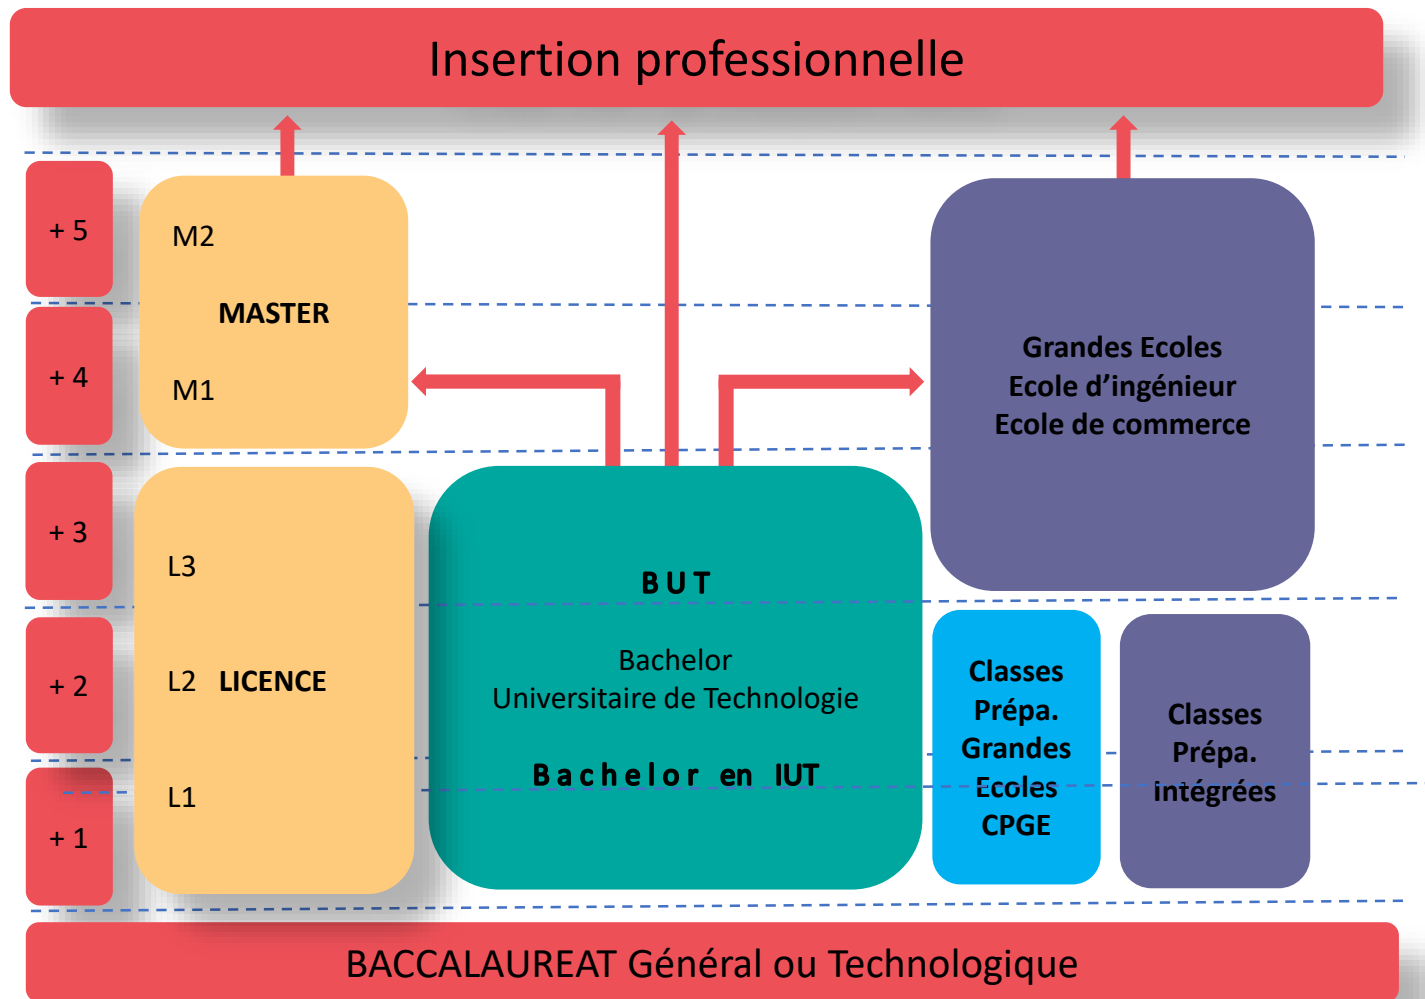 Insertion professionnelle
+ 5
M2
MASTER
+ 4
M1
Grandes Ecoles
Ecole d'ingénieur
Ecole de commerce
+ 3
L3
BUT
+ 2
L2 LICENCE
Bachelor
Universitaire de Technologie
Bachelor en IUT
Classes
Prépa.
Grandes
Ecoles
CPGE
Classes
Prépa.
intégrées
+ 1
L1
BACCALAUREAT Général ou Technologique